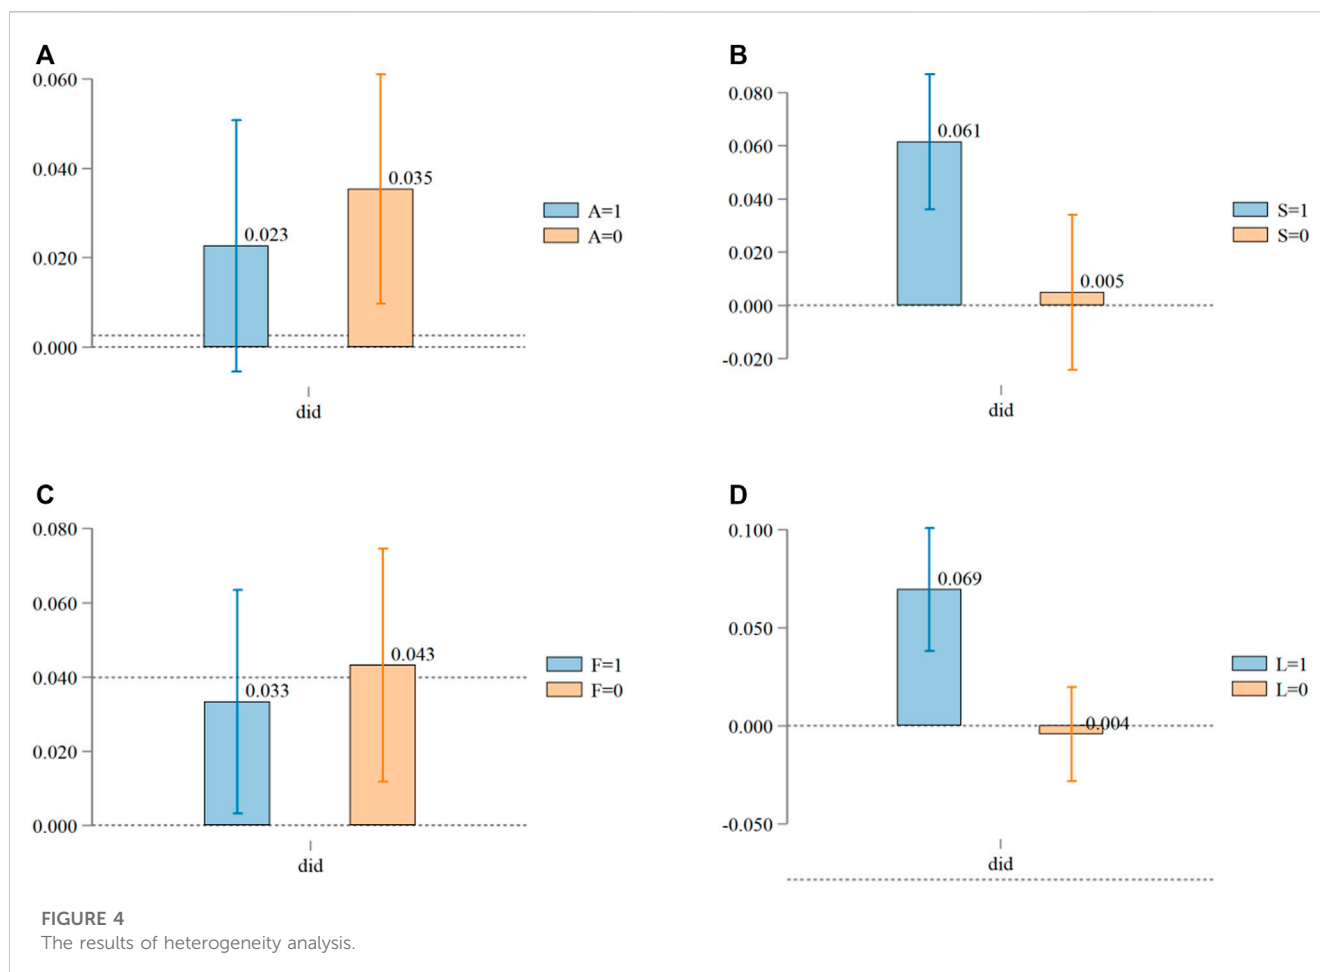 A
0.060
0.040
0.020
0.000
0.023
0.035
A=1
A=0
did
B
0.080
0.060
0.040
0.020
0.000
-0.020
0.061
0.005
S=1
S=0
did
C
0.080
0.060
0.040
0.020
0.000
0.033
0.043
F=1
F=0
did
D
0.100
0.050
0.000
-0.050
0.069
-0.004
L=1
L=0
did
FIGURE 4
The results of heterogeneity analysis.